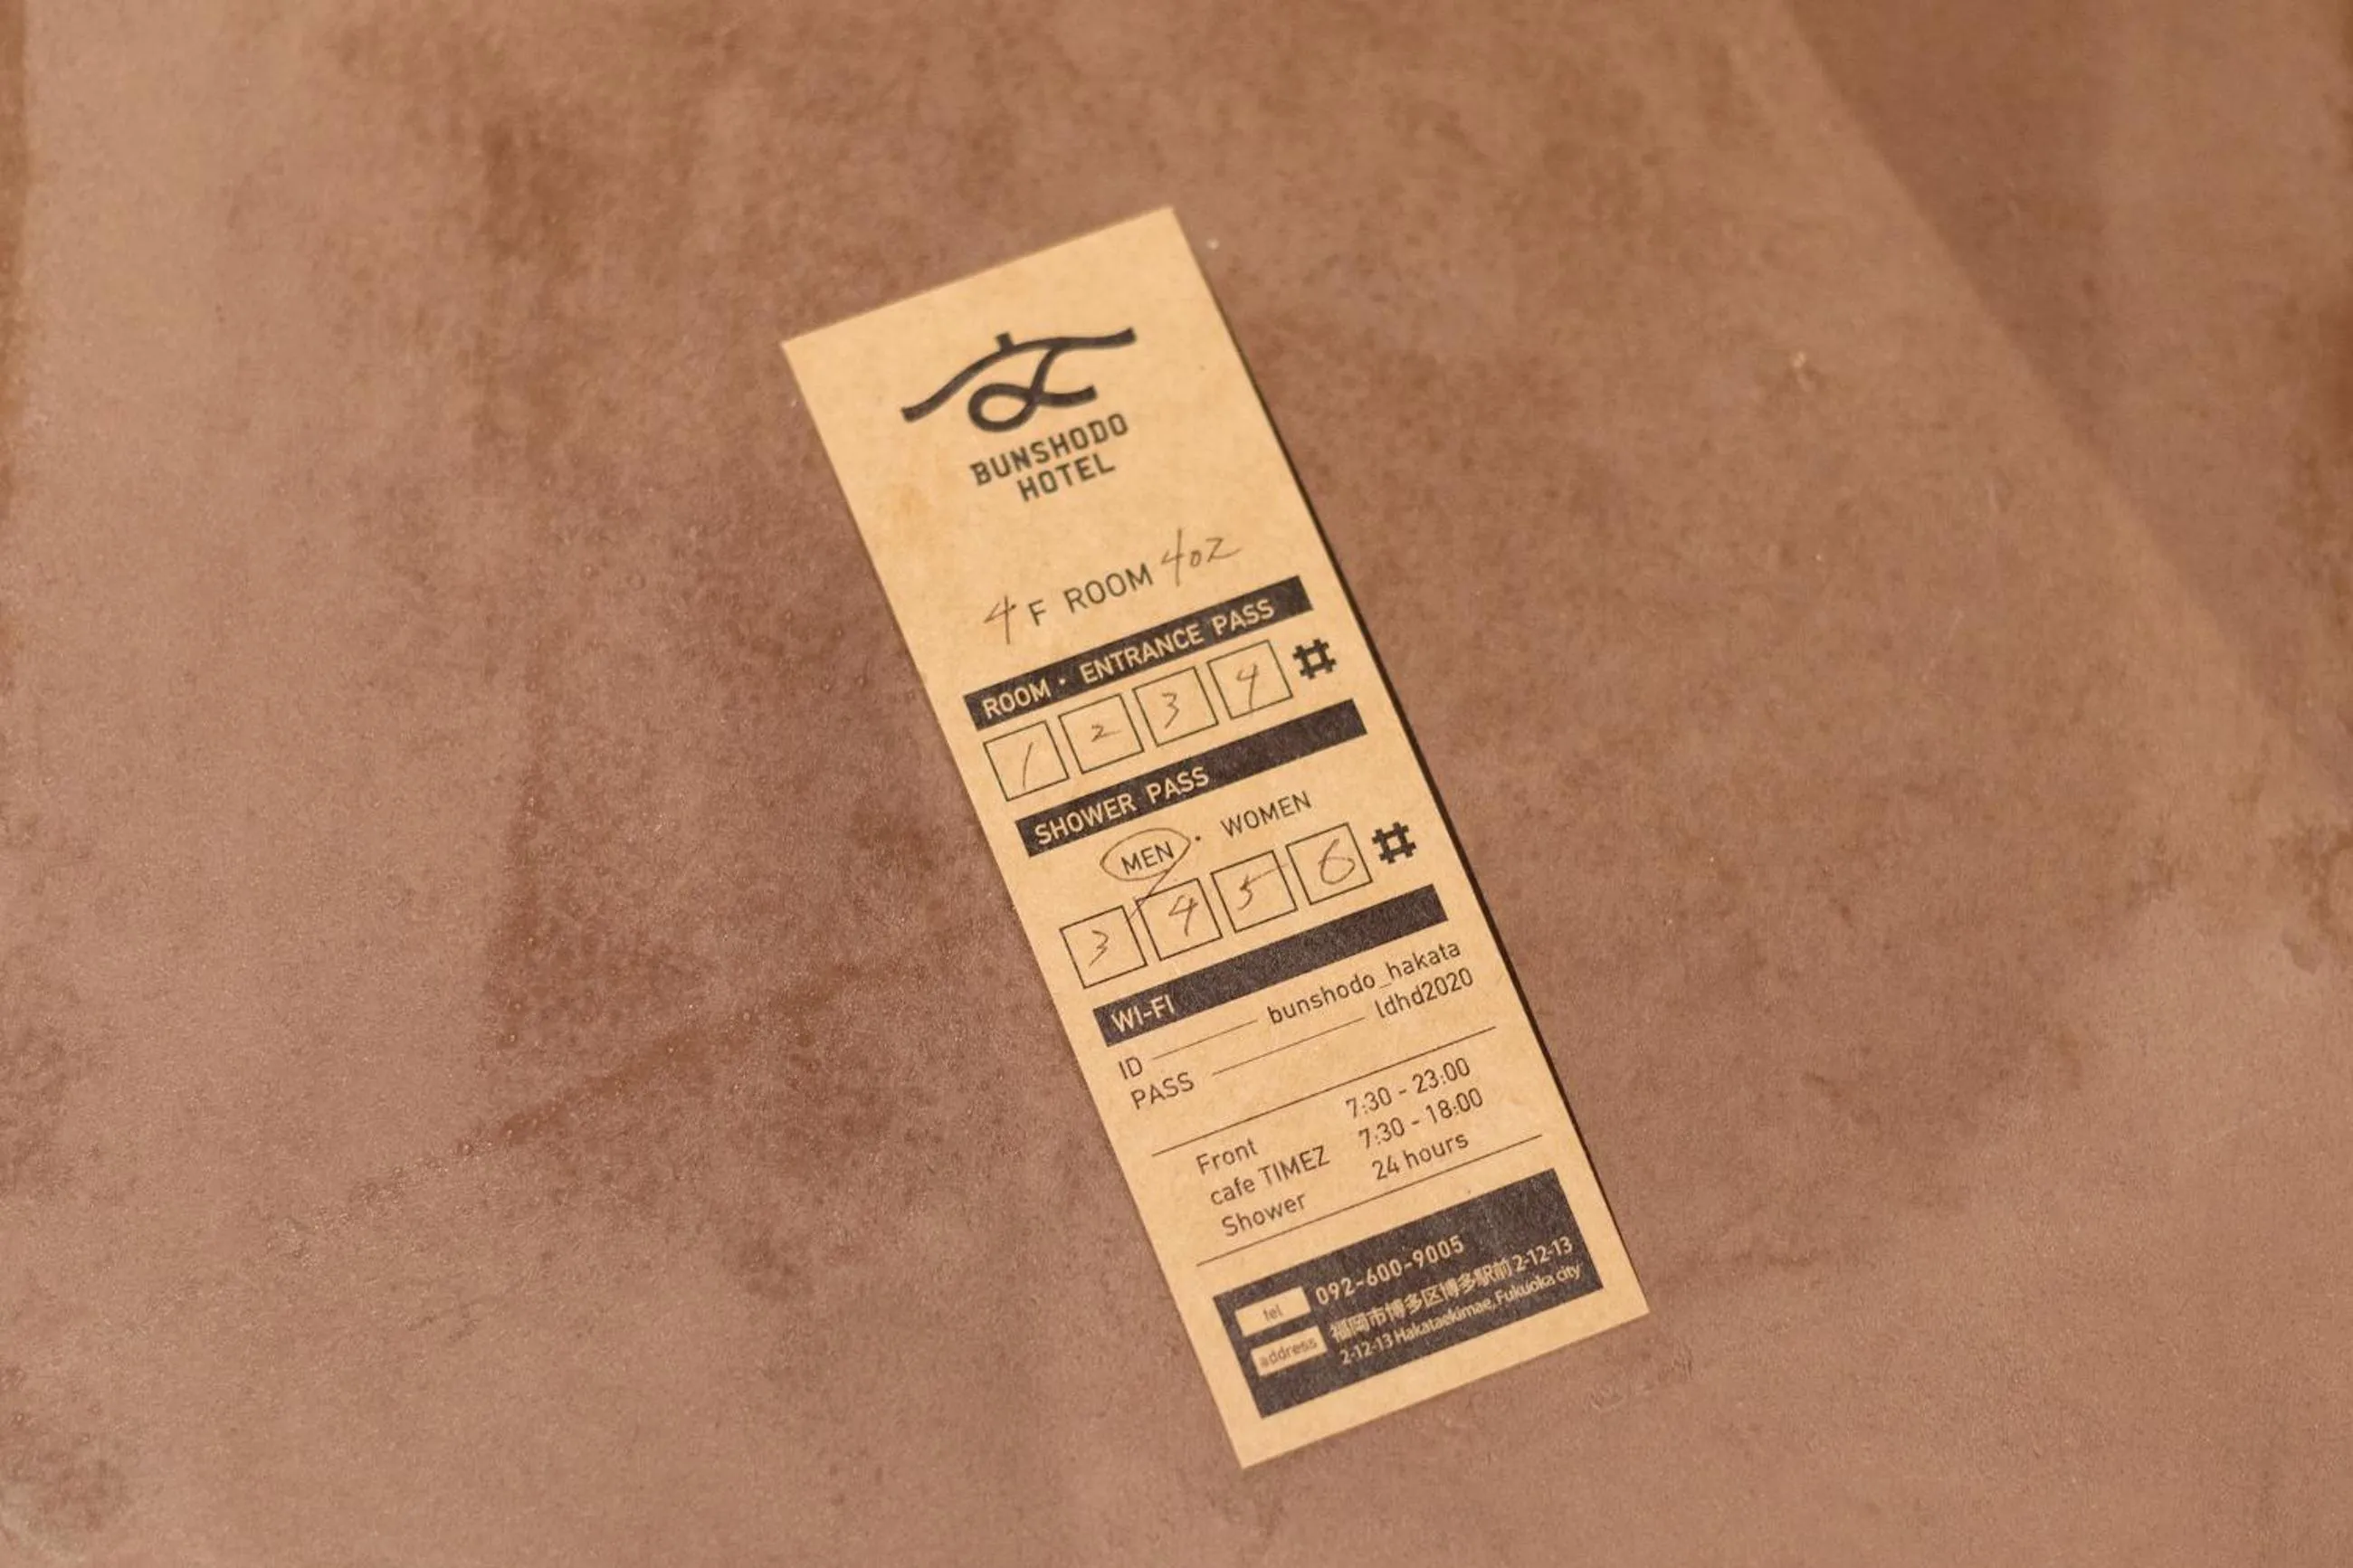 BUNSHODO
HOTEL
4 F ROOM 402
ROOM・ENTRANCE PASS
1 2 3 4 #
SHOWER PASS
MEN・WOMEN
3 4 5 6 #
WI-FI
ID bunshodo_hakata
PASS ldhd2020
Front 7:30 - 23:00
cafe TIMEZ 7:30 - 18:00
Shower 24 hours
tel 092-600-9005
address 福岡市博多区博多駅前2-12-13
2-12-13 Hakataekimae, Fukuoka city